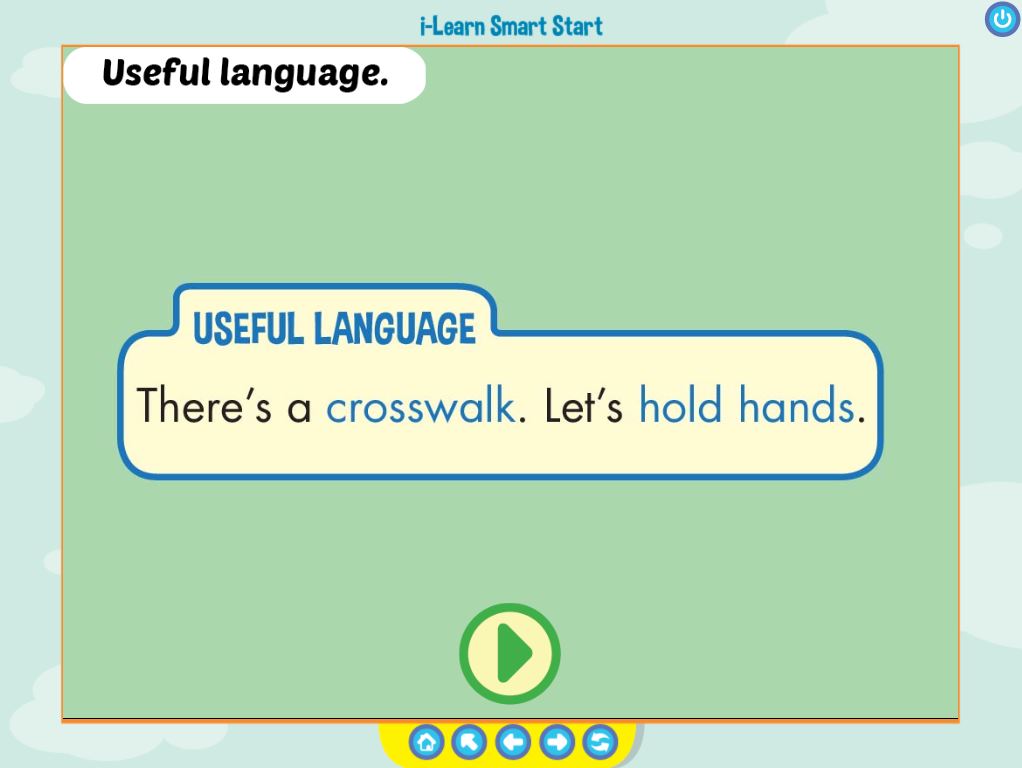 i-Learn Smart Start
Useful language.
USEFUL LANGUAGE
There's a crosswalk. Let's hold hands.